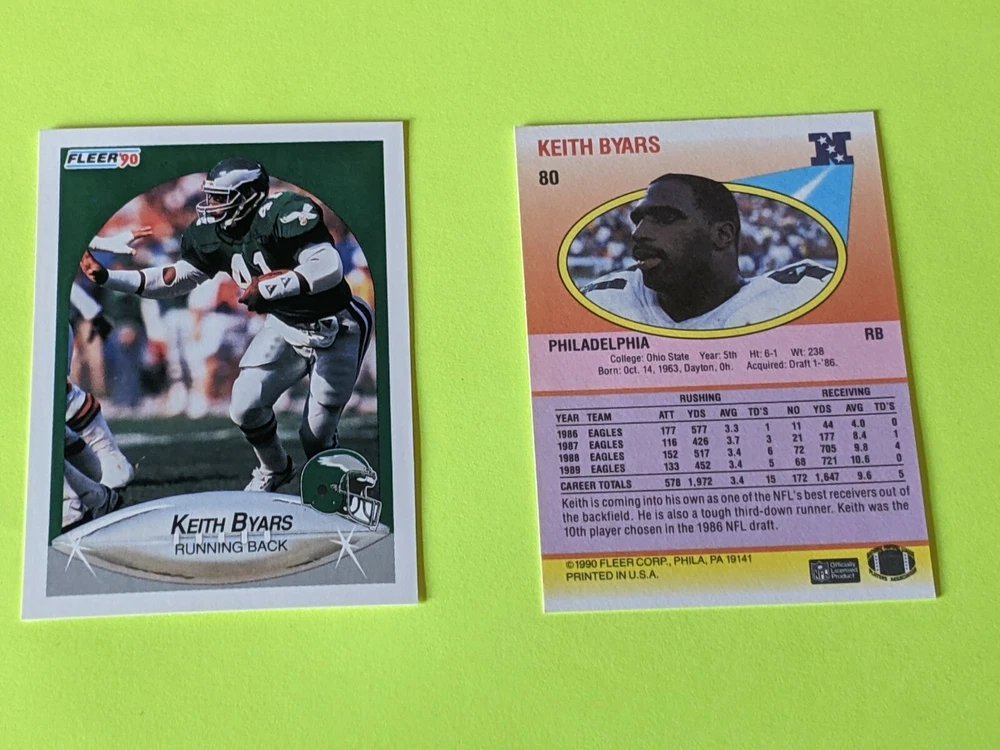 FLEER '90
41
KEITH BYARS
RUNNING BACK
KEITH BYARS
80
N
PHILADELPHIA RB
College: Ohio State Year: 5th Ht: 6-1 Wt: 238
Born: Oct. 14, 1963, Dayton, Oh. Acquired: Draft 1-'86.
RUSHING RECEIVING
YEAR TEAM ATT YDS AVG TD'S NO YDS AVG TD'S
1986 EAGLES 177 577 3.3 1 11 44 4.0 0
1987 EAGLES 116 426 3.7 3 21 177 8.4 1
1988 EAGLES 152 517 3.4 6 72 705 9.8 4
1989 EAGLES 133 452 3.4 5 68 721 10.6 0
CAREER TOTALS 578 1,972 3.4 15 172 1,647 9.6 5
Keith is coming into his own as one of the NFL's best receivers out of
the backfield. He is also a tough third-down runner. Keith was the
10th player chosen in the 1986 NFL draft.
©1990 FLEER CORP., PHILA, PA 19141
PRINTED IN U.S.A.
NFL
Officially
Licensed
Product